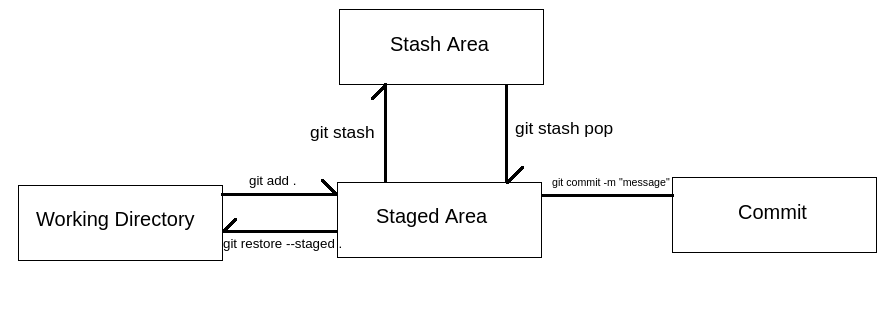 Stash Area
git stash
git stash pop
git add .
git commit -m "message"
Working Directory
Staged Area
Commit
git restore --staged .